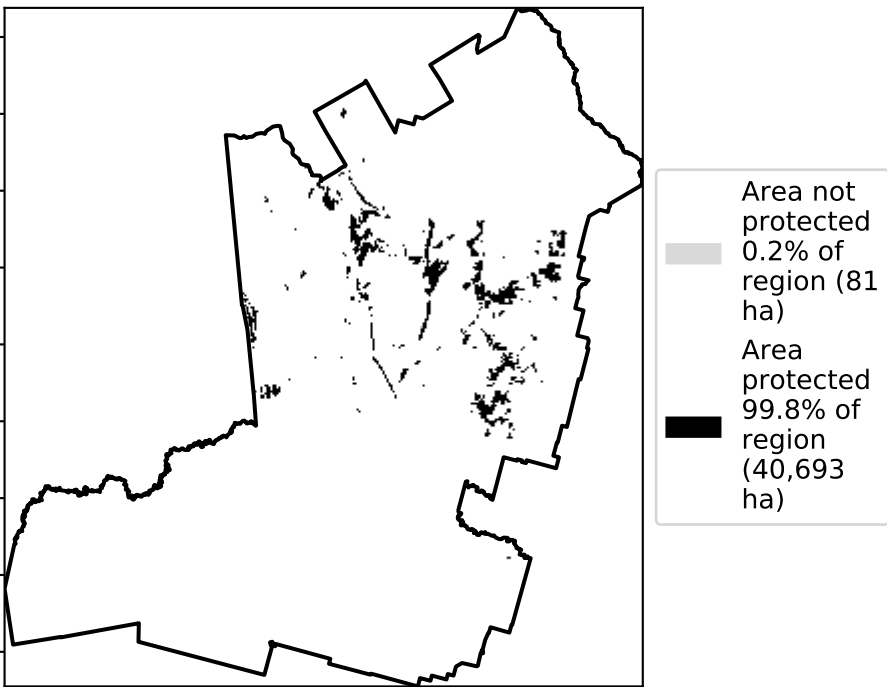 Area not
protected
0.2% of
region (81
ha)
Area
protected
99.8% of
region
(40,693
ha)